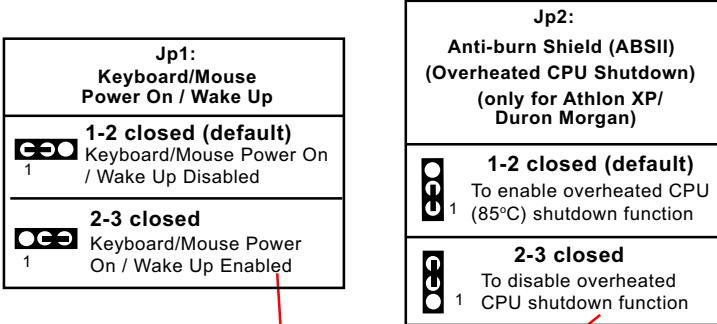 Jp1:
Keyboard/Mouse
Power On / Wake Up
1-2 closed (default)
Keyboard/Mouse Power On
/ Wake Up Disabled
1
2-3 closed
Keyboard/Mouse Power
On / Wake Up Enabled
1
Jp2:
Anti-burn Shield (ABSII)
(Overheated CPU Shutdown)
(only for Athlon XP/
Duron Morgan)
1-2 closed (default)
To enable overheated CPU
1 (85°C) shutdown function
2-3 closed
To disable overheated
1 CPU shutdown function